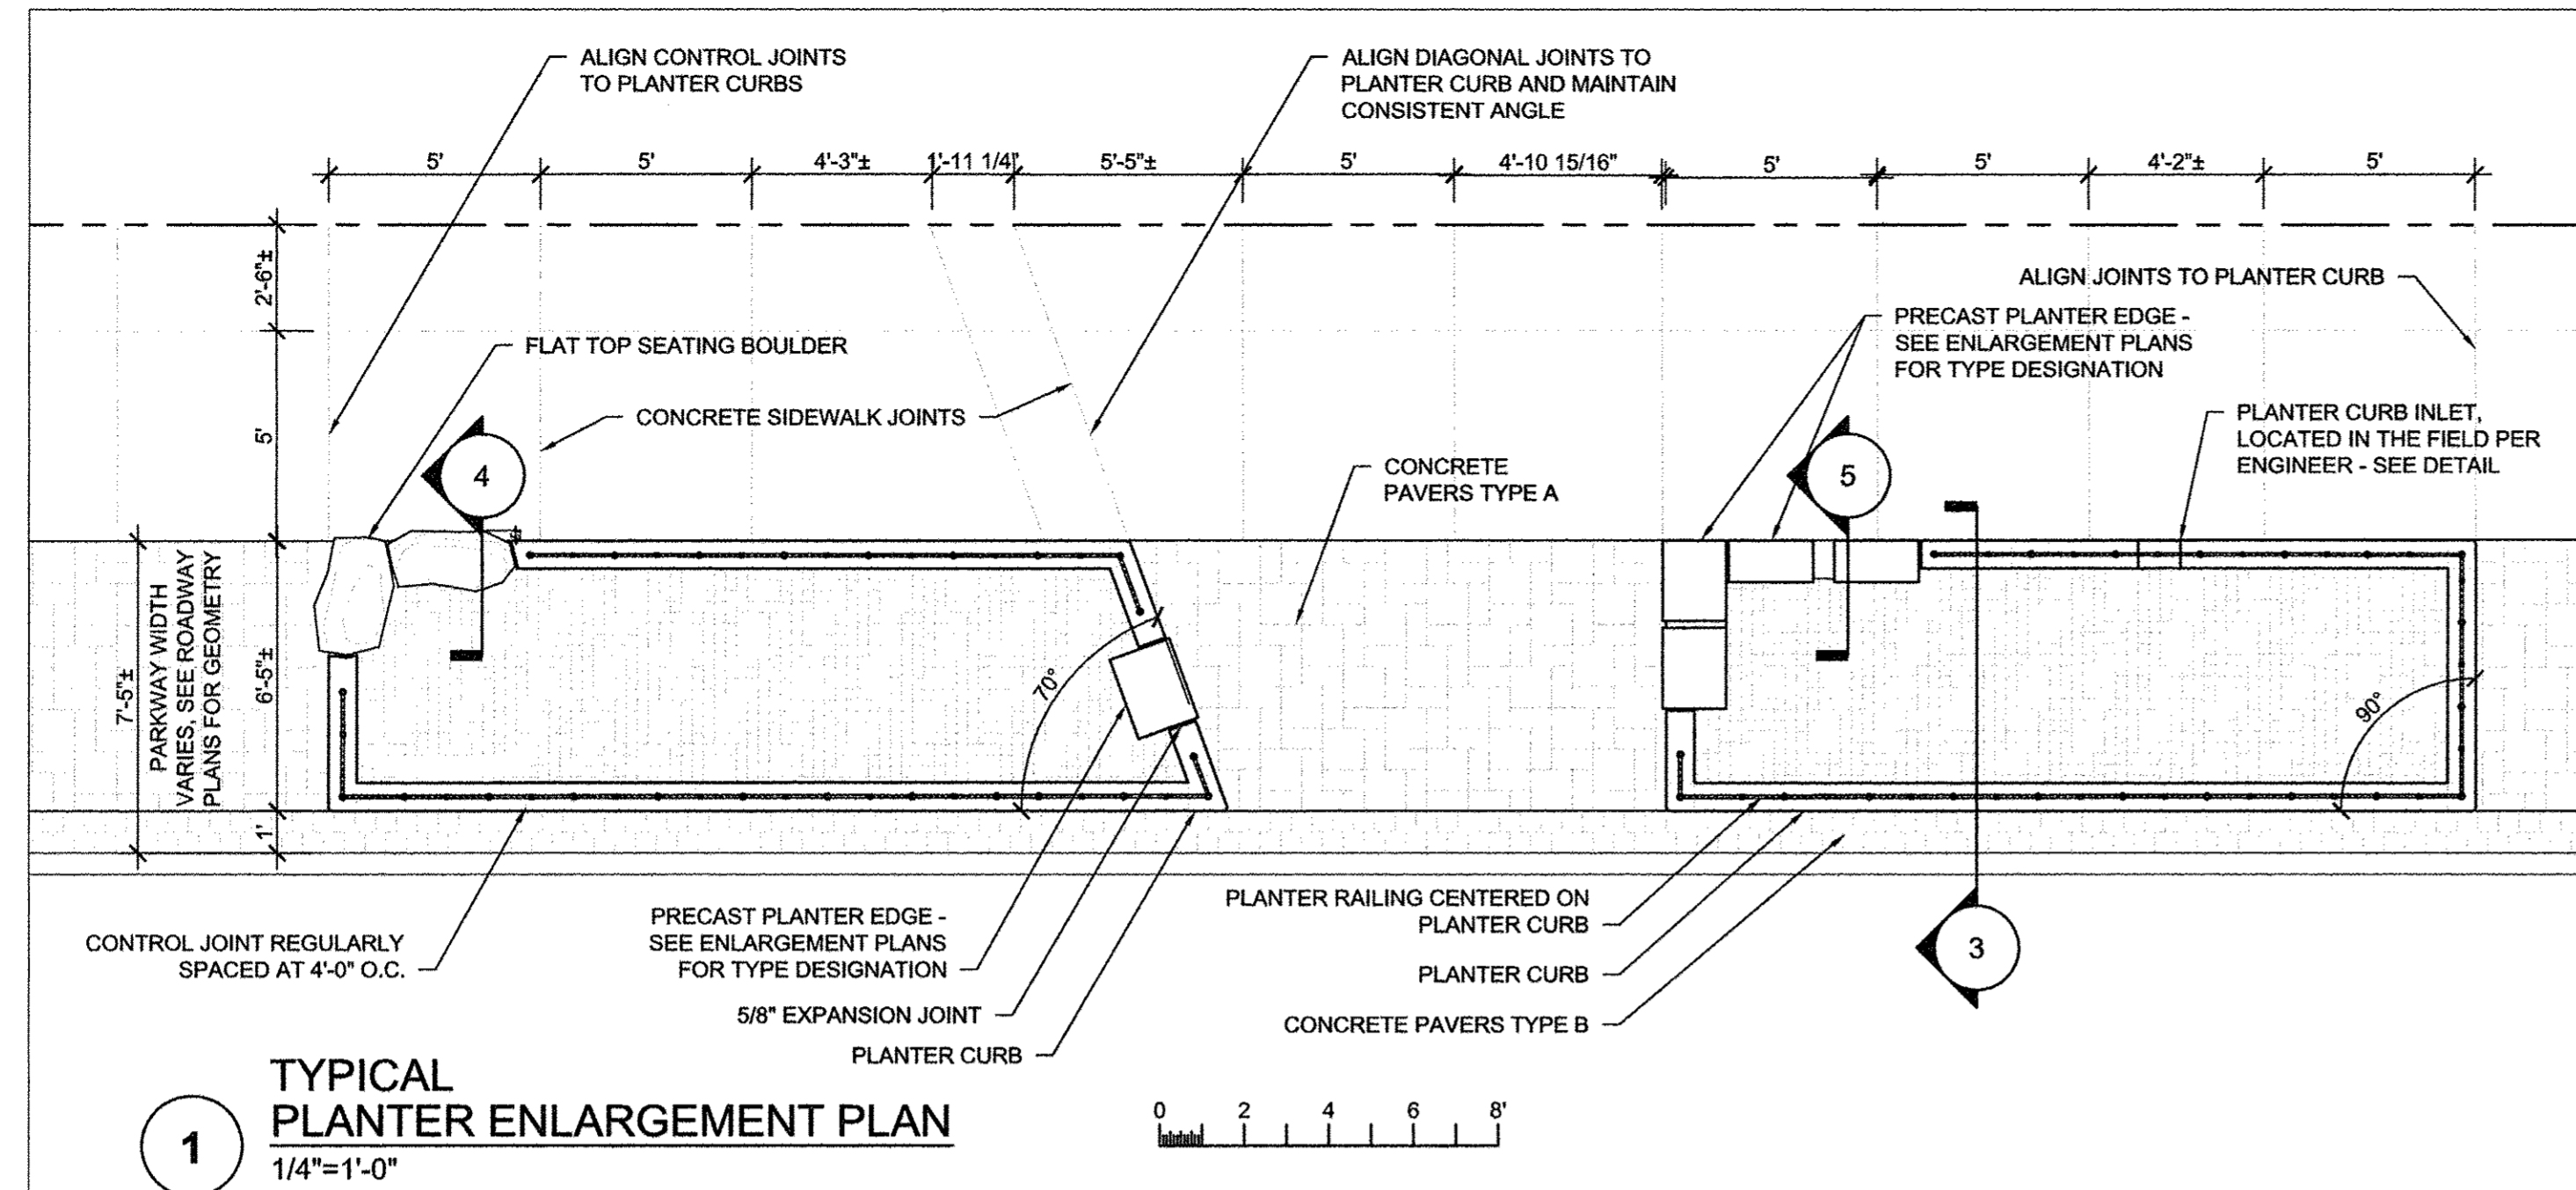 ALIGN CONTROL JOINTS
TO PLANTER CURBS
ALIGN DIAGONAL JOINTS TO
PLANTER CURB AND MAINTAIN
CONSISTENT ANGLE
5'
5'
4'-3"±
1'-11 1/4"
5'-5"±
5'
4'-10 15/16"
5'
5'
4'-2"±
5'
2'-6"±
5'
6'-5"±
1'
7'-5"±
PARKWAY WIDTH
VARIES, SEE ROADWAY
PLANS FOR GEOMETRY
FLAT TOP SEATING BOULDER
CONCRETE SIDEWALK JOINTS
4
CONCRETE
PAVERS TYPE A
ALIGN JOINTS TO PLANTER CURB
PRECAST PLANTER EDGE -
SEE ENLARGEMENT PLANS
FOR TYPE DESIGNATION
PLANTER CURB INLET,
LOCATED IN THE FIELD PER
ENGINEER - SEE DETAIL
5
70°
90°
CONTROL JOINT REGULARLY
SPACED AT 4'-0" O.C.
PRECAST PLANTER EDGE -
SEE ENLARGEMENT PLANS
FOR TYPE DESIGNATION
5/8" EXPANSION JOINT
PLANTER CURB
PLANTER RAILING CENTERED ON
PLANTER CURB
PLANTER CURB
CONCRETE PAVERS TYPE B
3
1
TYPICAL
PLANTER ENLARGEMENT PLAN
1/4"=1'-0"
0 2 4 6 8'